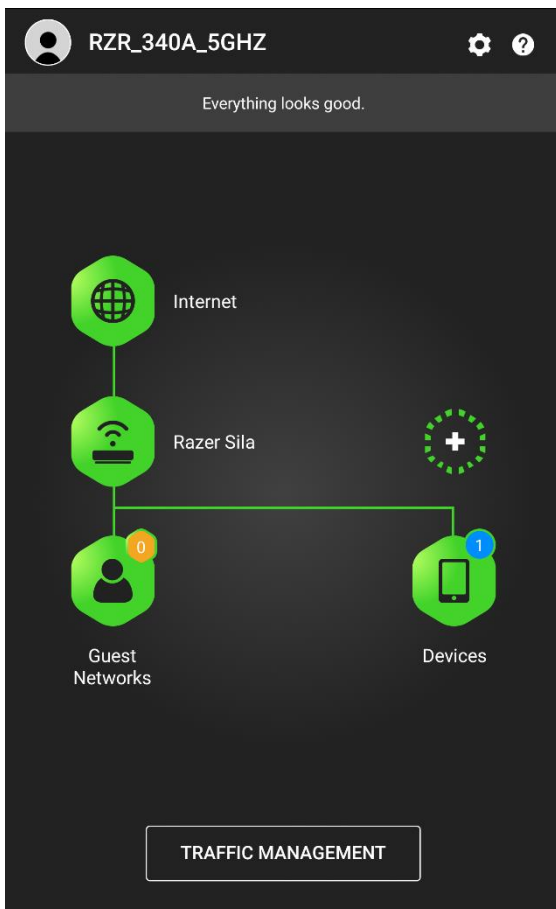 RZR_340A_5GHZ
?
Everything looks good.
Internet
Razer Sila
+
0
1
Guest
Networks
Devices
TRAFFIC MANAGEMENT